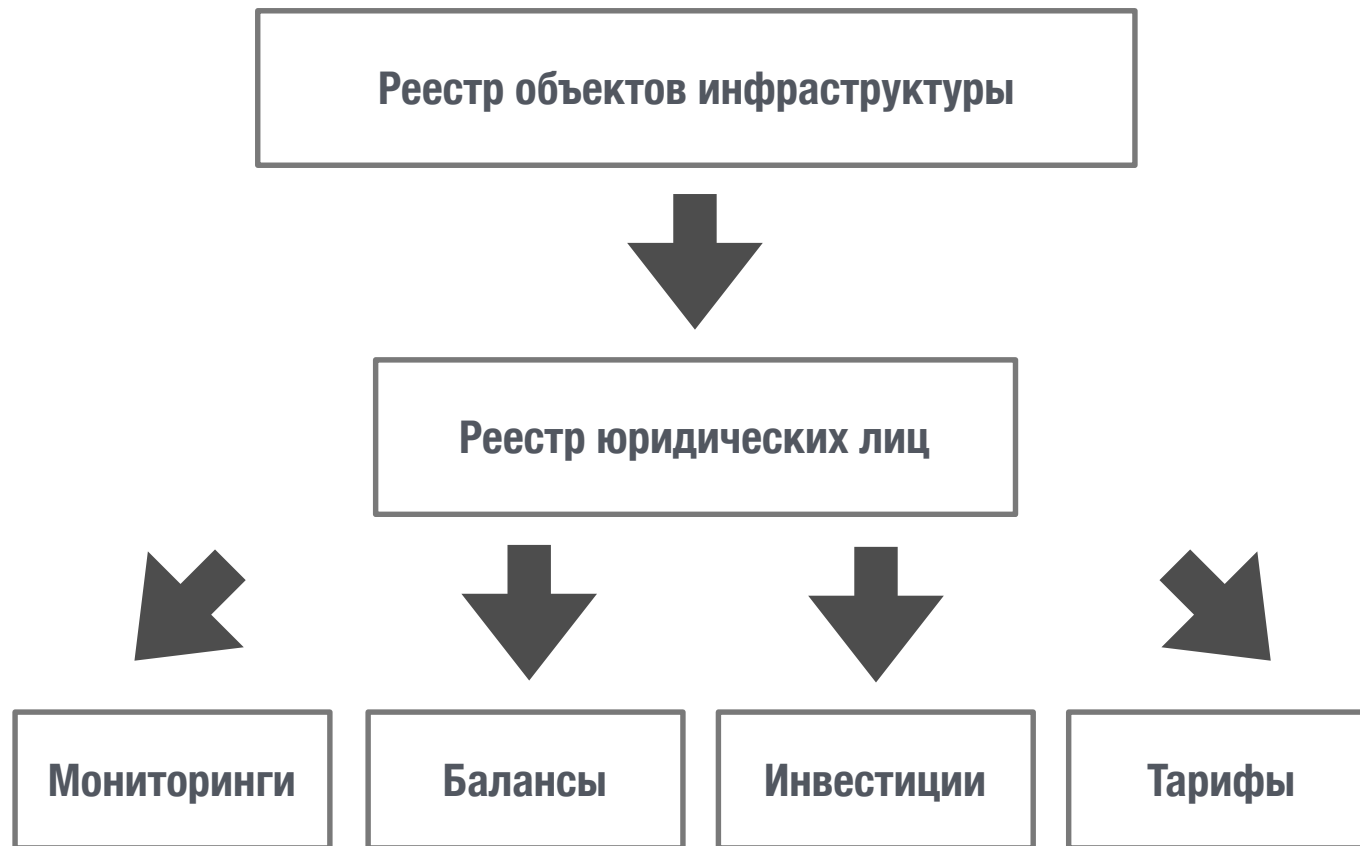 Реестр объектов инфраструктуры
Реестр юридических лиц
Мониторинги
Балансы
Инвестиции
Тарифы